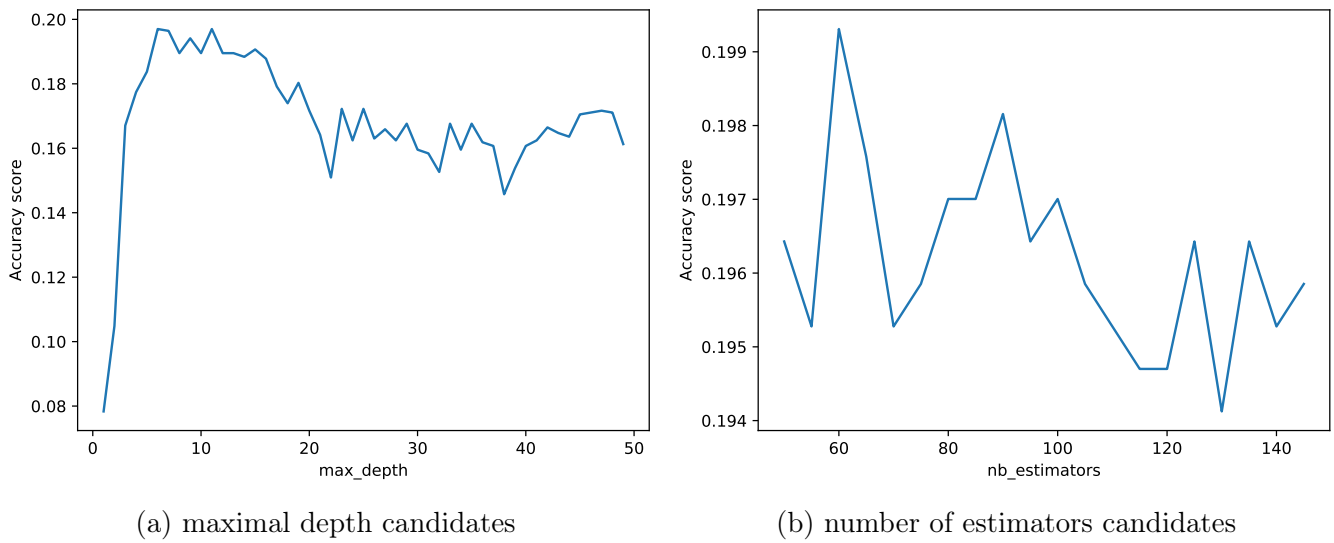 0.20
0.18
0.16
0.14
0.12
0.10
0.08
Accuracy score
0 10 20 30 40 50
max_depth
(a) maximal depth candidates
0.199
0.198
0.197
0.196
0.195
0.194
Accuracy score
60 80 100 120 140
nb_estimators
(b) number of estimators candidates